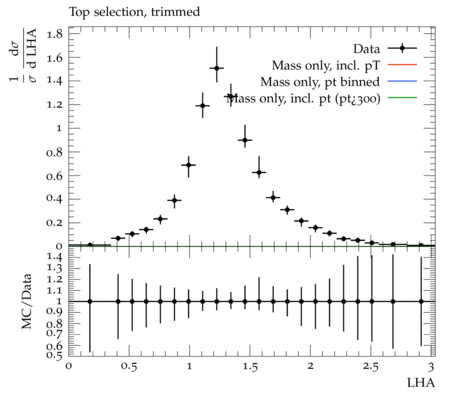 Top selection, trimmed
1/σ dσ/d LHA
1.8
1.6
1.4
1.2
1
0.8
0.6
0.4
0.2
0
Data
Mass only, incl. pT
Mass only, pt binned
Mass only, incl. pt (pt¿300)
MC/Data
1.4
1.3
1.2
1.1
1
0.9
0.8
0.7
0.6
0.5
0 0.5 1 1.5 2 2.5 3
LHA